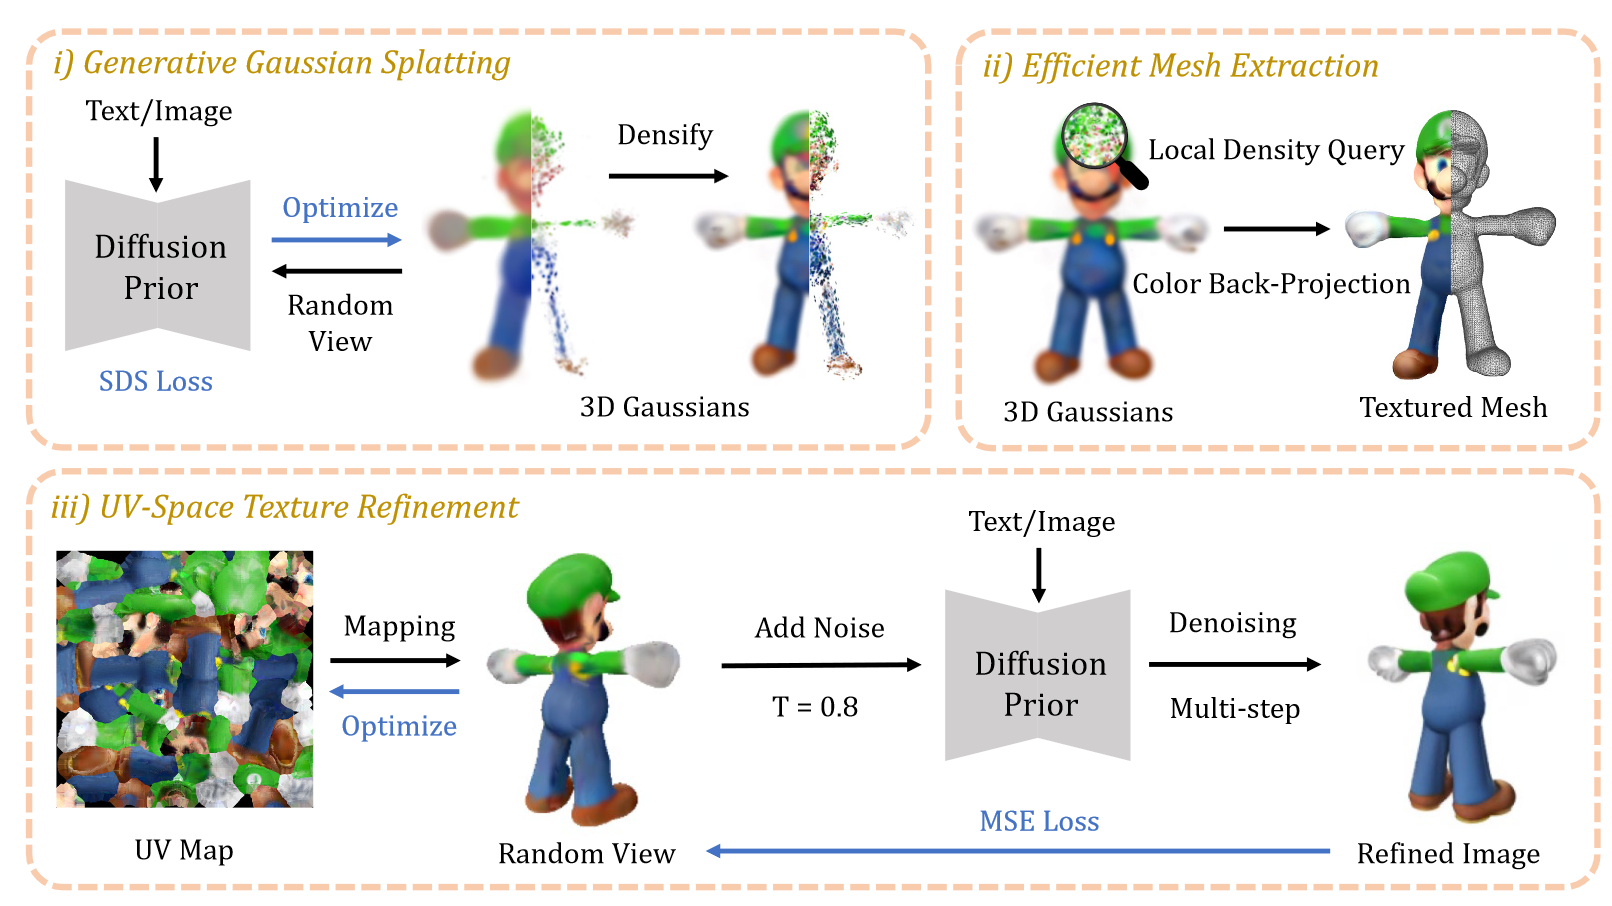 i) Generative Gaussian Splatting
Text/Image
Diffusion
Prior
SDS Loss
Optimize
Random
View
Densify
3D Gaussians
ii) Efficient Mesh Extraction
Local Density Query
Color Back-Projection
3D Gaussians
Textured Mesh
iii) UV-Space Texture Refinement
UV Map
Mapping
Optimize
Random View
Add Noise
T = 0.8
Text/Image
Diffusion
Prior
Denoising
Multi-step
MSE Loss
Refined Image